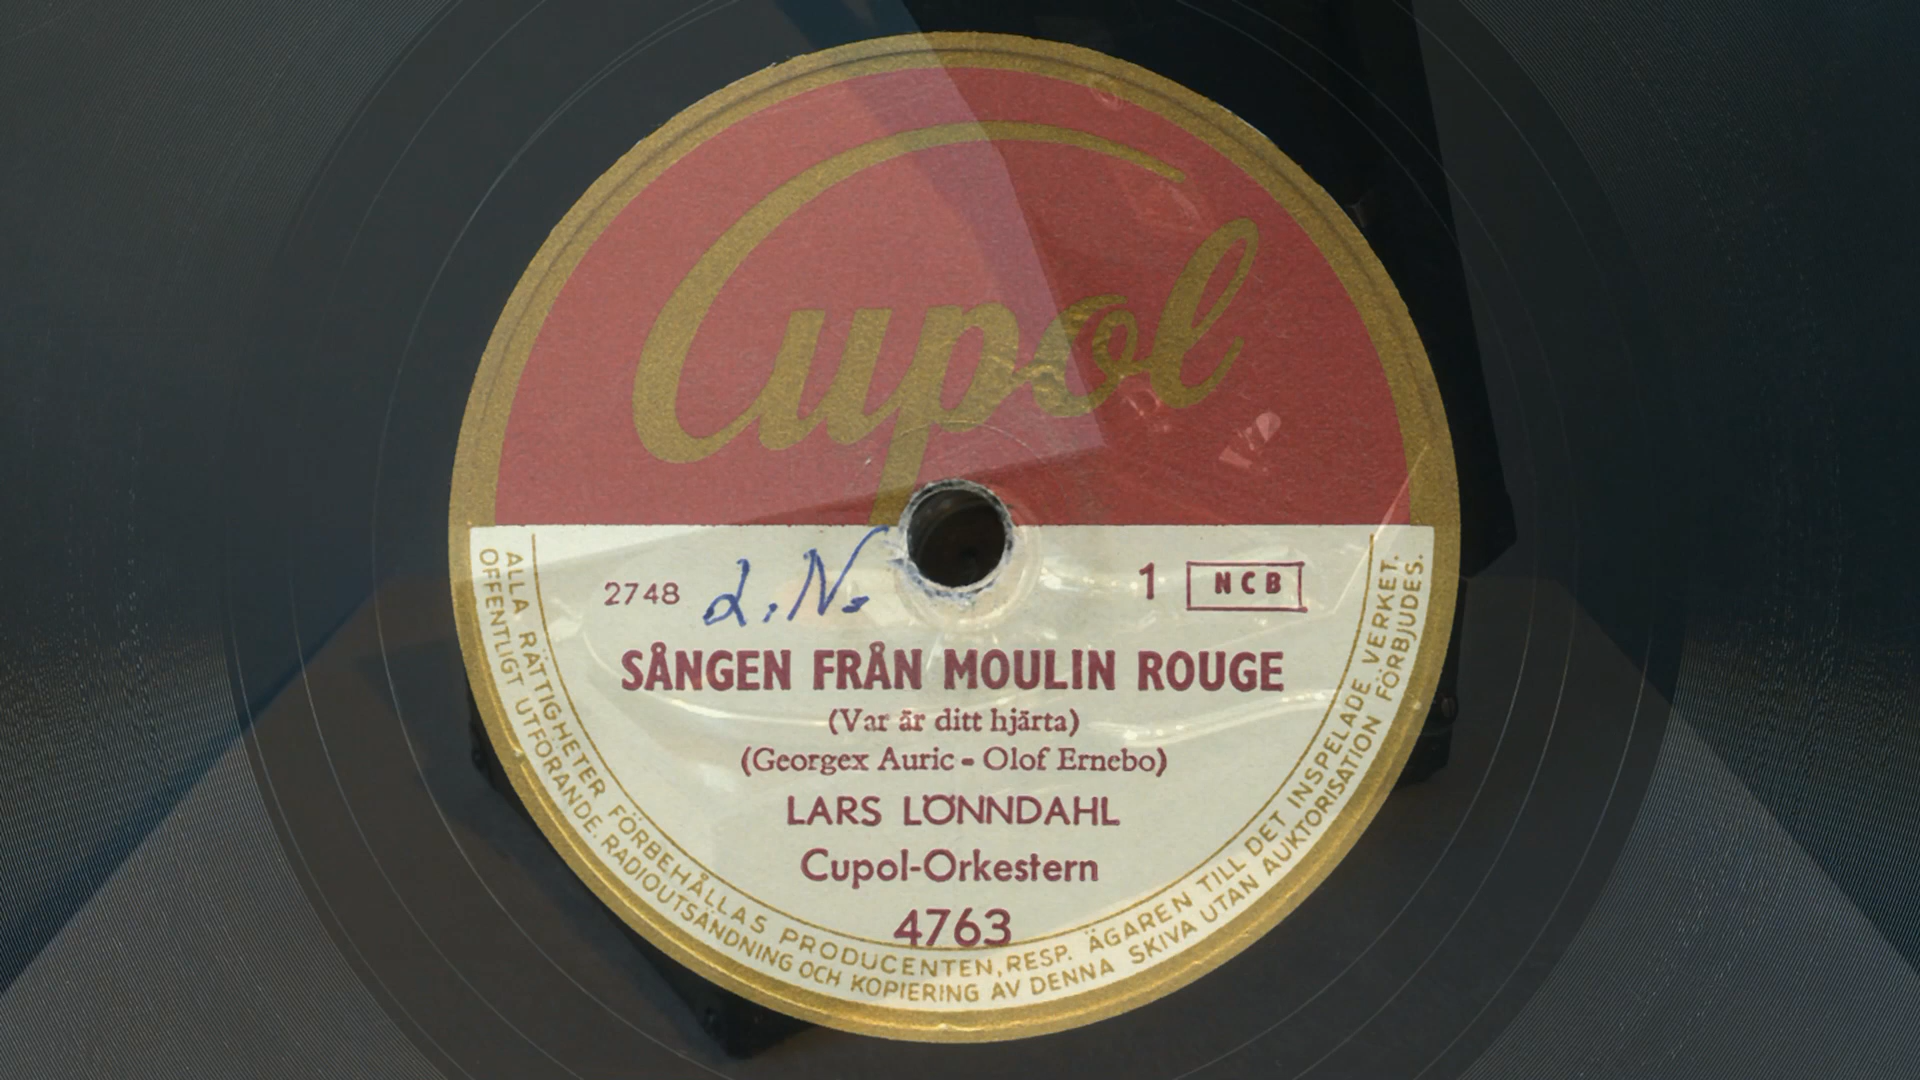 Cupol
2748
L.N.
1
NCB
SÅNGEN FRÅN MOULIN ROUGE
(Var är ditt hjärta)
(Georgex Auric - Olof Ernebo)
LARS LÖNNDAHL
Cupol-Orkestern
4763
ALLA RÄTTIGHETER FÖRBEHÅLLAS PRODUCENTEN, RESP. ÄGAREN TILL DET INSPELADE VERKET.
OFFENTLIGT UTFÖRANDE, RADIOUTSÄNDNING OCH KOPIERING AV DENNA SKIVA UTAN AUKTORISATION FÖRBJUDES.